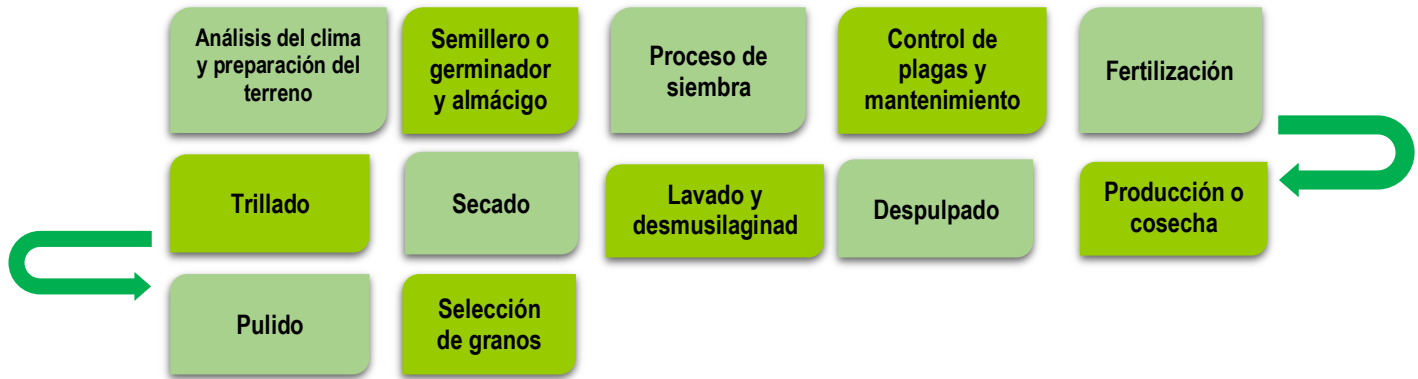 Análisis del clima
y preparación del
terreno
Semillero o
germinador
y almácigo
Proceso de
siembra
Control de
plagas y
mantenimiento
Fertilización
Trillado
Secado
Lavado y
desmusilaginad
Despulpado
Producción o
cosecha
Pulido
Selección
de granos